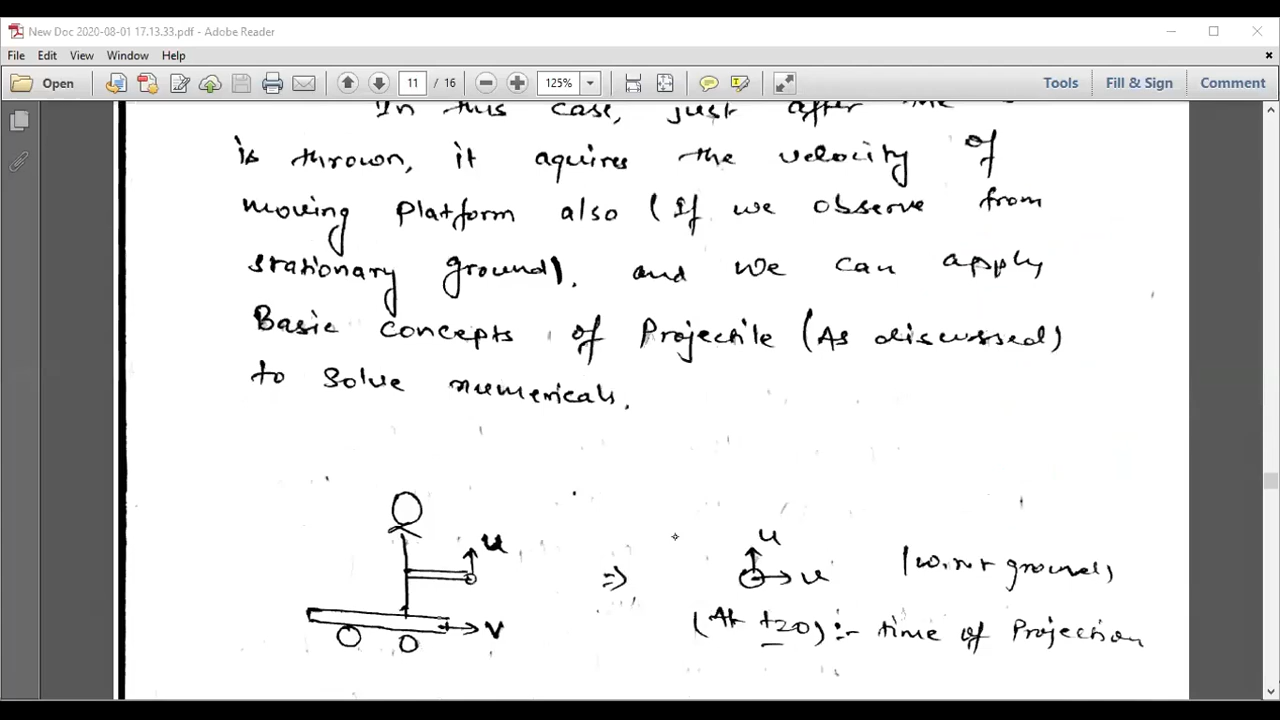 New Doc 2020-08-01 17.13.33.pdf - Adobe Reader
File Edit View Window Help
Open 11 / 16 125% Tools Fill & Sign Comment
In this case, just after the
is thrown, it aquires the velocity of
moving Platform also (If we observe from
stationary ground). and we can apply
Basic concepts of Projectile (As discussed)
to solve numericals.
u
v
=>
u
(w.r.t ground)
(At t=0) :- time of Projection